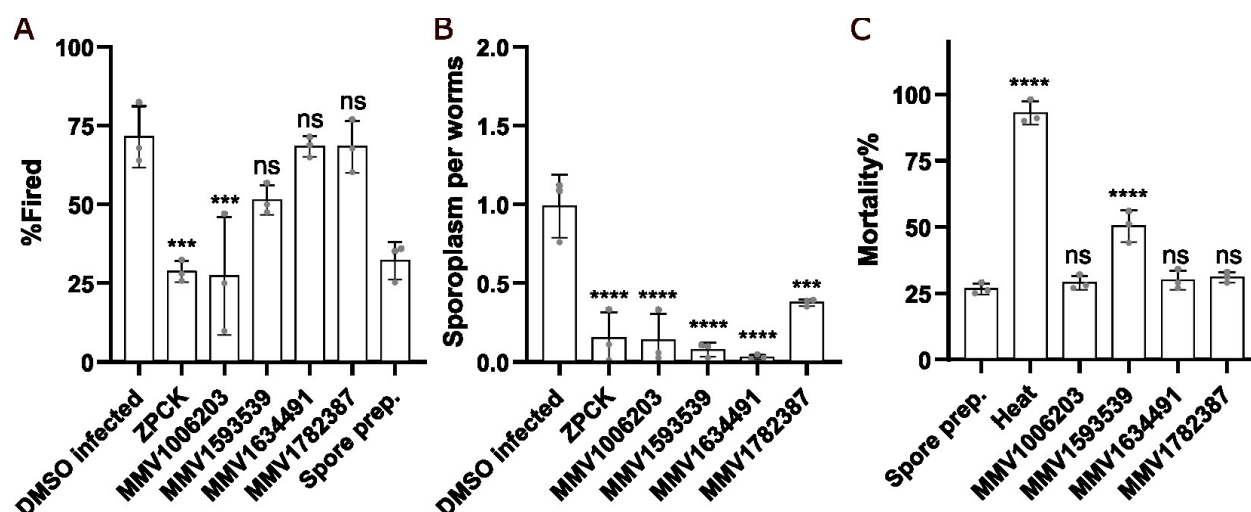 A
%Fired
100
75
50
25
0
***
***
ns
ns
ns
DMSO infected
ZPCK
MMV1006203
MMV1593539
MMV1634491
MMV1782387
Spore prep.
B
Sporoplasm per worms
2.0
1.5
1.0
0.5
0.0
****
****
****
****
***
DMSO infected
ZPCK
MMV1006203
MMV1593539
MMV1634491
MMV1782387
C
Mortality%
100
75
50
25
0
****
ns
****
ns
ns
Spore prep.
Heat
MMV1006203
MMV1593539
MMV1634491
MMV1782387